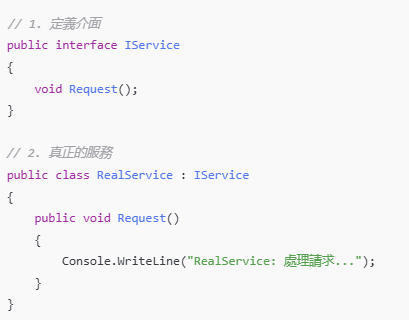 // 1. 定義介面
public interface IService
{
    void Request();
}

// 2. 真正的服務
public class RealService : IService
{
    public void Request()
    {
        Console.WriteLine("RealService: 處理請求...");
    }
}